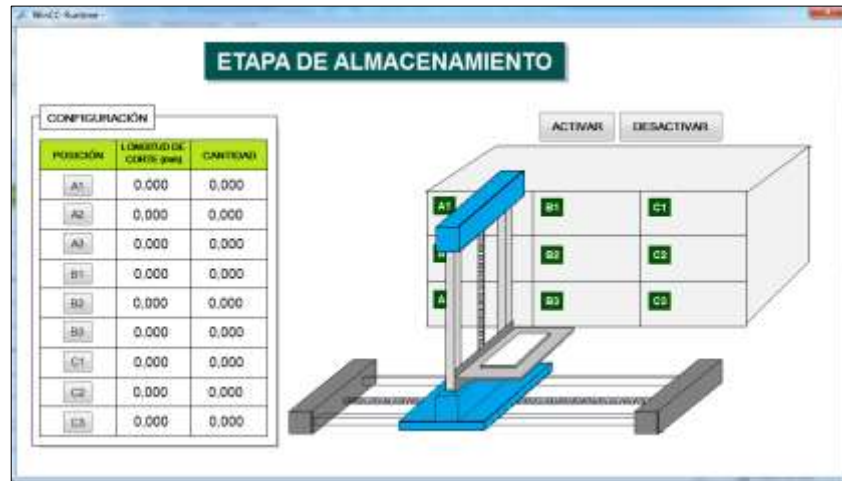 WinCC-Runtime -
ETAPA DE ALMACENAMIENTO
CONFIGURACIÓN
POSICIÓN LONGITUD DE CORTE (mm) CANTIDAD
A1 0,000 0,000
A2 0,000 0,000
A3 0,000 0,000
B1 0,000 0,000
B2 0,000 0,000
B3 0,000 0,000
C1 0,000 0,000
C2 0,000 0,000
C3 0,000 0,000
ACTIVAR DESACTIVAR
A1 B1 C1
B2 C2
A B3 C3